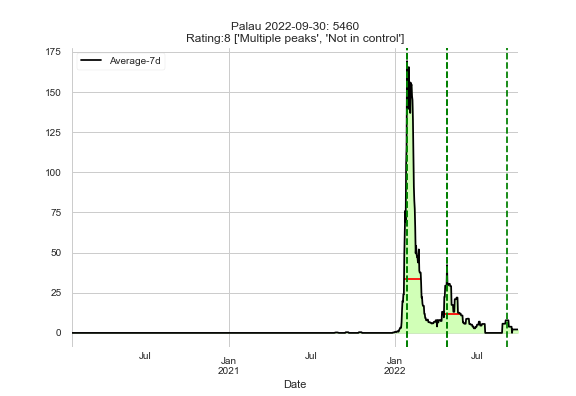 Palau 2022-09-30: 5460
Rating:8 ['Multiple peaks', 'Not in control']
Average-7d
175
150
125
100
75
50
25
0
Jul
Jan
2021
Jul
Jan
2022
Jul
Date